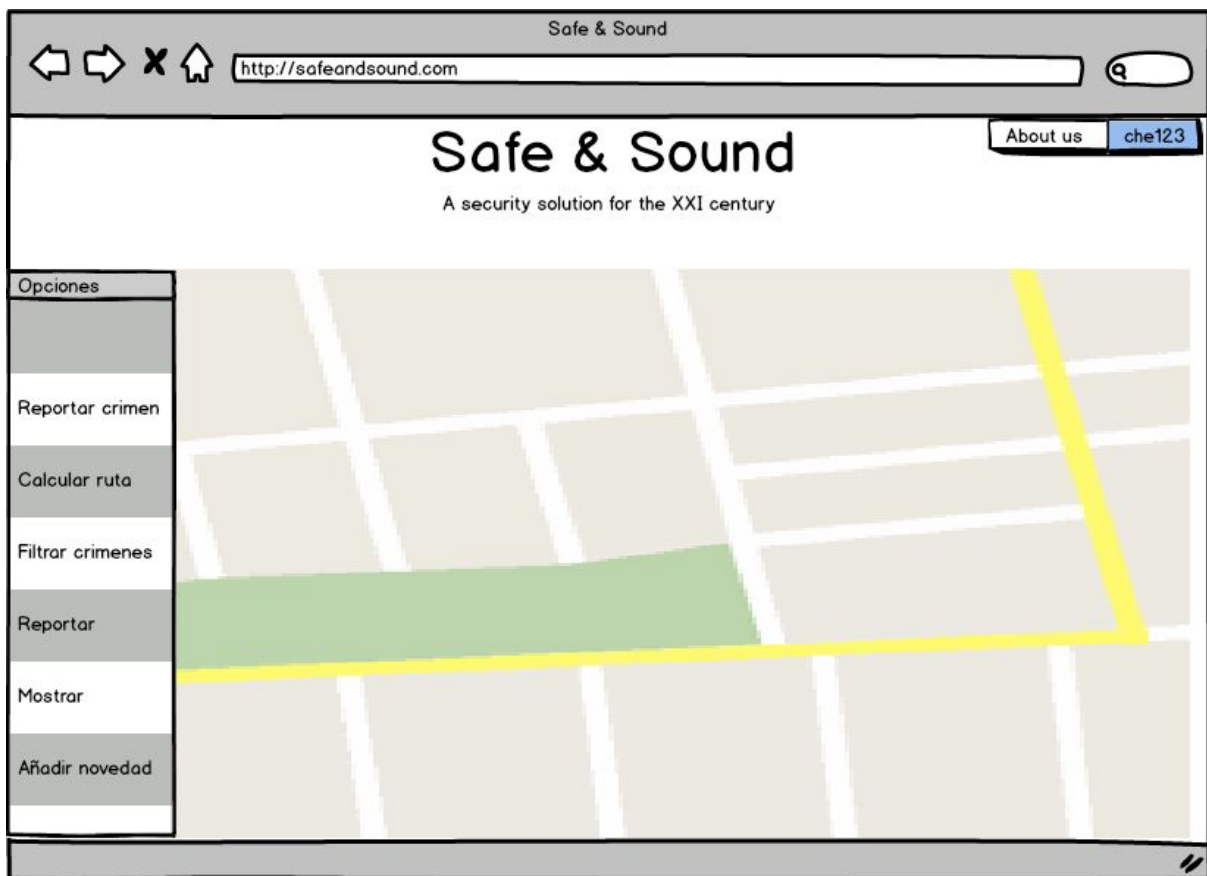 Safe & Sound
http://safeandsound.com
About us
che123
Safe & Sound
A security solution for the XXI century
Opciones
Reportar crimen
Calcular ruta
Filtrar crimenes
Reportar
Mostrar
Añadir novedad